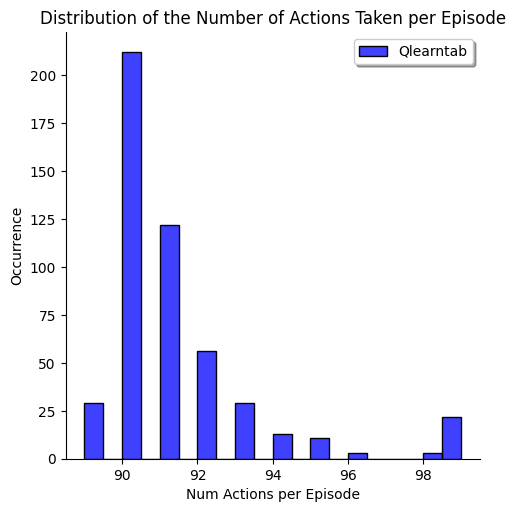 Distribution of the Number of Actions Taken per Episode
Qlearntab
200
175
150
125
100
75
50
25
0
Occurrence
90 92 94 96 98
Num Actions per Episode